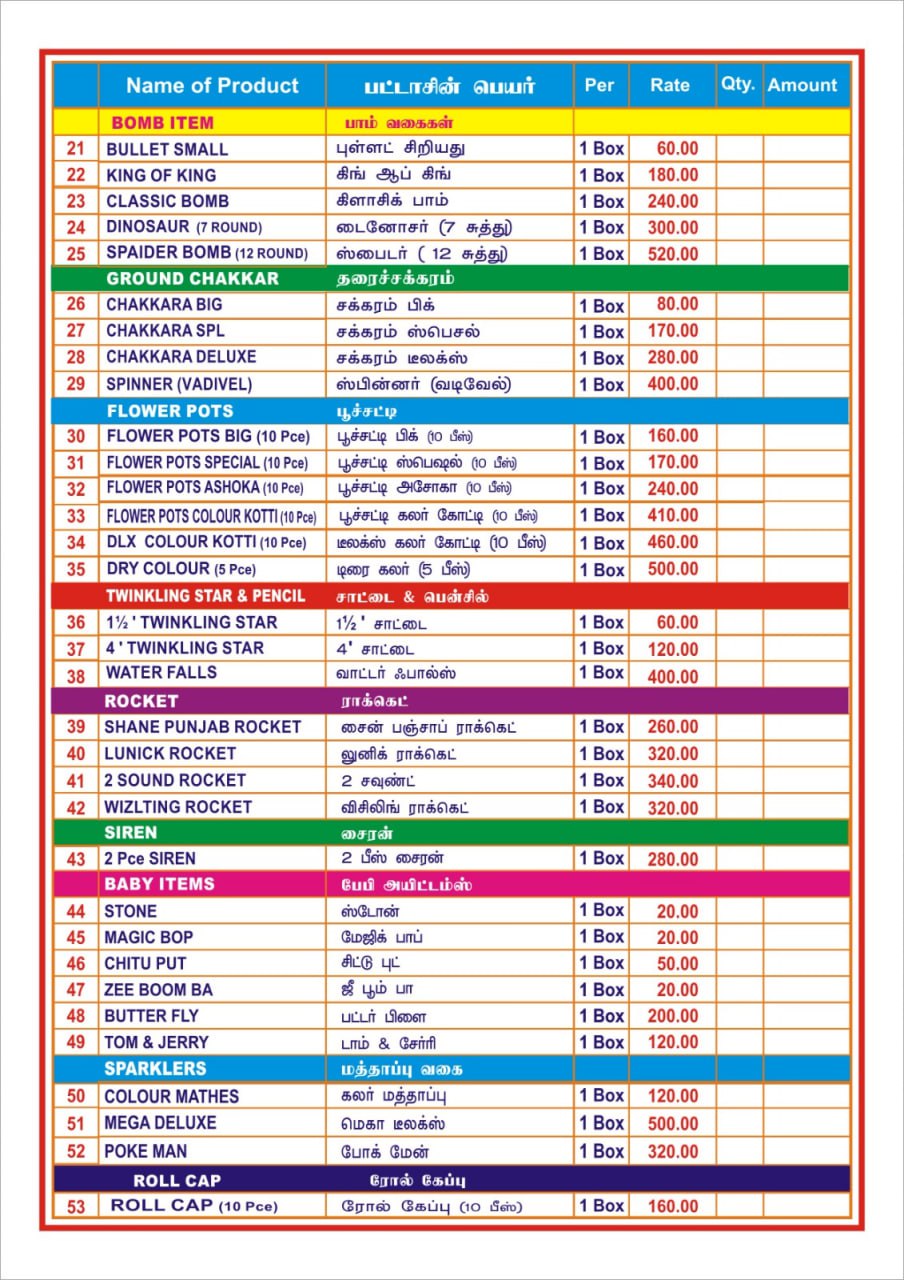 Name of Product பட்டாசின் பெயர் Per Rate Qty. Amount
BOMB ITEM பாம் வகைகள்
21 BULLET SMALL புள்ளட் சிறியது 1 Box 60.00
22 KING OF KING கிங் ஆப் கிங் 1 Box 180.00
23 CLASSIC BOMB கிளாசிக் பாம் 1 Box 240.00
24 DINOSAUR (7 ROUND) டைனோசர் (7 சுத்து) 1 Box 300.00
25 SPAIDER BOMB (12 ROUND) ஸ்பைடர் ( 12 சுத்து) 1 Box 520.00
GROUND CHAKKAR தரைச்சக்கரம்
26 CHAKKARA BIG சக்கரம் பிக் 1 Box 80.00
27 CHAKKARA SPL சக்கரம் ஸ்பெசல் 1 Box 170.00
28 CHAKKARA DELUXE சக்கரம் டீலக்ஸ் 1 Box 280.00
29 SPINNER (VADIVEL) ஸ்பின்னர் (வடிவேல்) 1 Box 400.00
FLOWER POTS பூச்சட்டி
30 FLOWER POTS BIG (10 Pce) பூச்சட்டி பிக் (10 பீஸ்) 1 Box 160.00
31 FLOWER POTS SPECIAL (10 Pce) பூச்சட்டி ஸ்பெஷல் (10 பீஸ்) 1 Box 170.00
32 FLOWER POTS ASHOKA (10 Pce) பூச்சட்டி அசோகா (10 பீஸ்) 1 Box 240.00
33 FLOWER POTS COLOUR KOTTI (10 Pce) பூச்சட்டி கலர் கோட்டி (10 பீஸ்) 1 Box 410.00
34 DLX COLOUR KOTTI (10 Pce) டீலக்ஸ் கலர் கோட்டி (10 பீஸ்) 1 Box 460.00
35 DRY COLOUR (5 Pce) டிரை கலர் (5 பீஸ்) 1 Box 500.00
TWINKLING STAR & PENCIL சாட்டை & பென்சில்
36 1½ ' TWINKLING STAR 1½ ' சாட்டை 1 Box 60.00
37 4 ' TWINKLING STAR 4' சாட்டை 1 Box 120.00
38 WATER FALLS வாட்டர் ஃபால்ஸ் 1 Box 400.00
ROCKET ராக்கெட்
39 SHANE PUNJAB ROCKET சைன் பஞ்சாப் ராக்கெட் 1 Box 260.00
40 LUNICK ROCKET லுனிக் ராக்கெட் 1 Box 320.00
41 2 SOUND ROCKET 2 சவுண்ட் 1 Box 340.00
42 WIZLTING ROCKET விசிலிங் ராக்கெட் 1 Box 320.00
SIREN சைரன்
43 2 Pce SIREN 2 பீஸ் சைரன் 1 Box 280.00
BABY ITEMS பேபி அயிட்டம்ஸ்
44 STONE ஸ்டோன் 1 Box 20.00
45 MAGIC BOP மேஜிக் பாப் 1 Box 20.00
46 CHITU PUT சிட்டு புட் 1 Box 50.00
47 ZEE BOOM BA ஜீ பூம் பா 1 Box 20.00
48 BUTTER FLY பட்டர் பிளை 1 Box 200.00
49 TOM & JERRY டாம் & சேர்ரி 1 Box 120.00
SPARKLERS மத்தாப்பு வகை
50 COLOUR MATHES கலர் மத்தாப்பு 1 Box 120.00
51 MEGA DELUXE மெகா டீலக்ஸ் 1 Box 500.00
52 POKE MAN போக் மேன் 1 Box 320.00
ROLL CAP ரோல் கேப்பு
53 ROLL CAP (10 Pce) ரோல் கேப்பு (10 பீஸ்) 1 Box 160.00